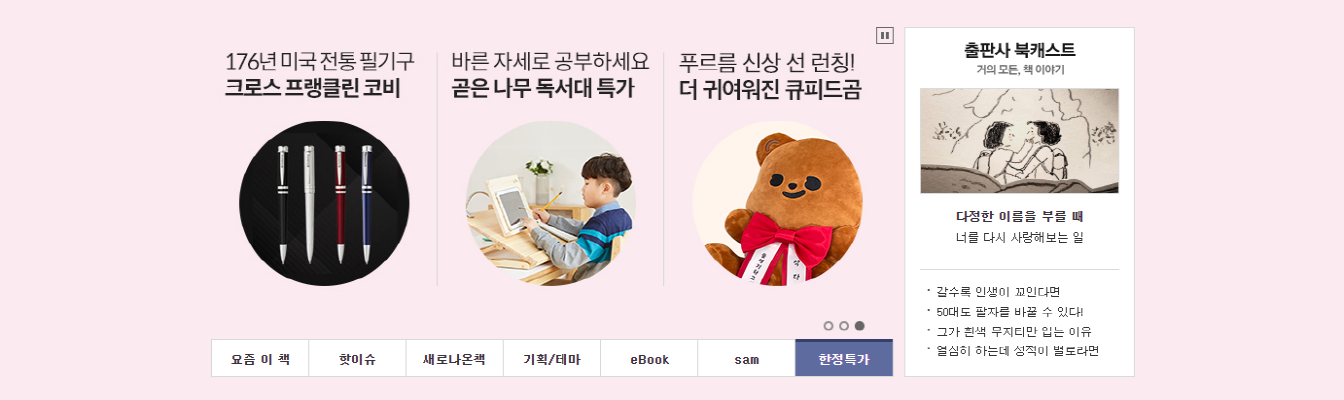 176년 미국 전통 필기구
크로스 프랭클린 코비
바른 자세로 공부하세요
곧은 나무 독서대 특가
푸르름 신상 선 런칭!
더 귀여워진 큐피드곰
요즘 이 책
핫이슈
새로나온책
기획/테마
eBook
sam
한정특가
출판사 북캐스트
거의 모든, 책 이야기
다정한 이름을 부를 때
너를 다시 사랑해보는 일
· 갈수록 인생이 꼬인다면
· 50대도 팔자를 바꿀 수 있다!
· 그가 흰색 무지티만 입는 이유
· 열심히 하는데 성적이 별로라면